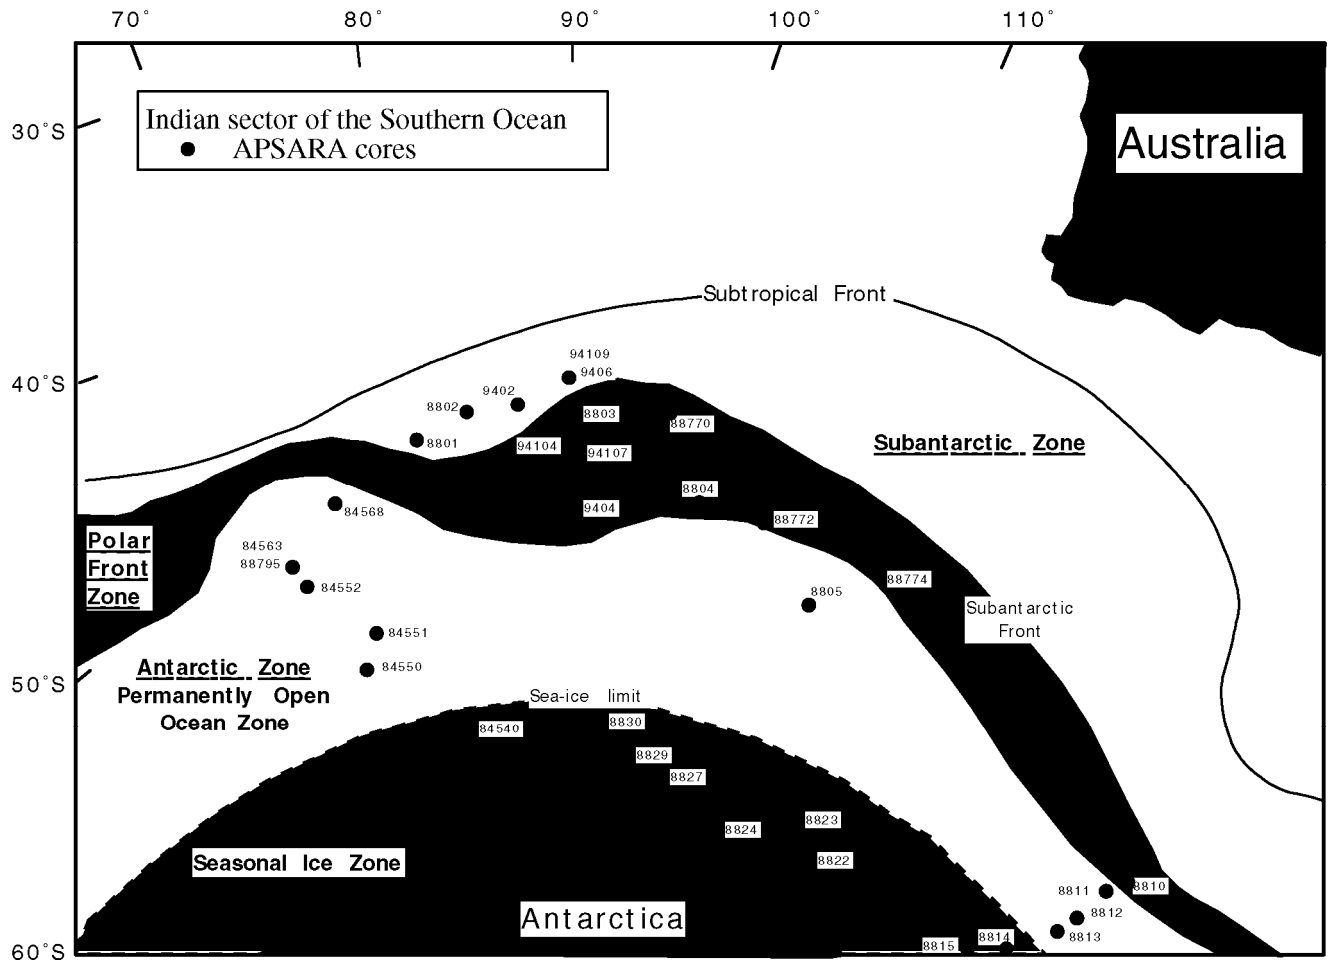 70° 80° 90° 100° 110°
Indian sector of the Southern Ocean
APSARA cores
30°S
Australia
Subtropical Front
94109
9406
40°S
9402
8802
8803
8801
88770
94104
94107
Subantarctic Zone
8804
9404
84568
88772
Polar
Front
Zone
84563
88795
84552
88774
8805
Subantarctic
Front
84551
84550
50°S
Antarctic Zone
Permanently Open
Ocean Zone
Sea-ice limit
84540
8830
8829
8827
8823
8824
8822
Seasonal Ice Zone
8811
8810
Antarctica
8812
8814
8813
8815
60°S